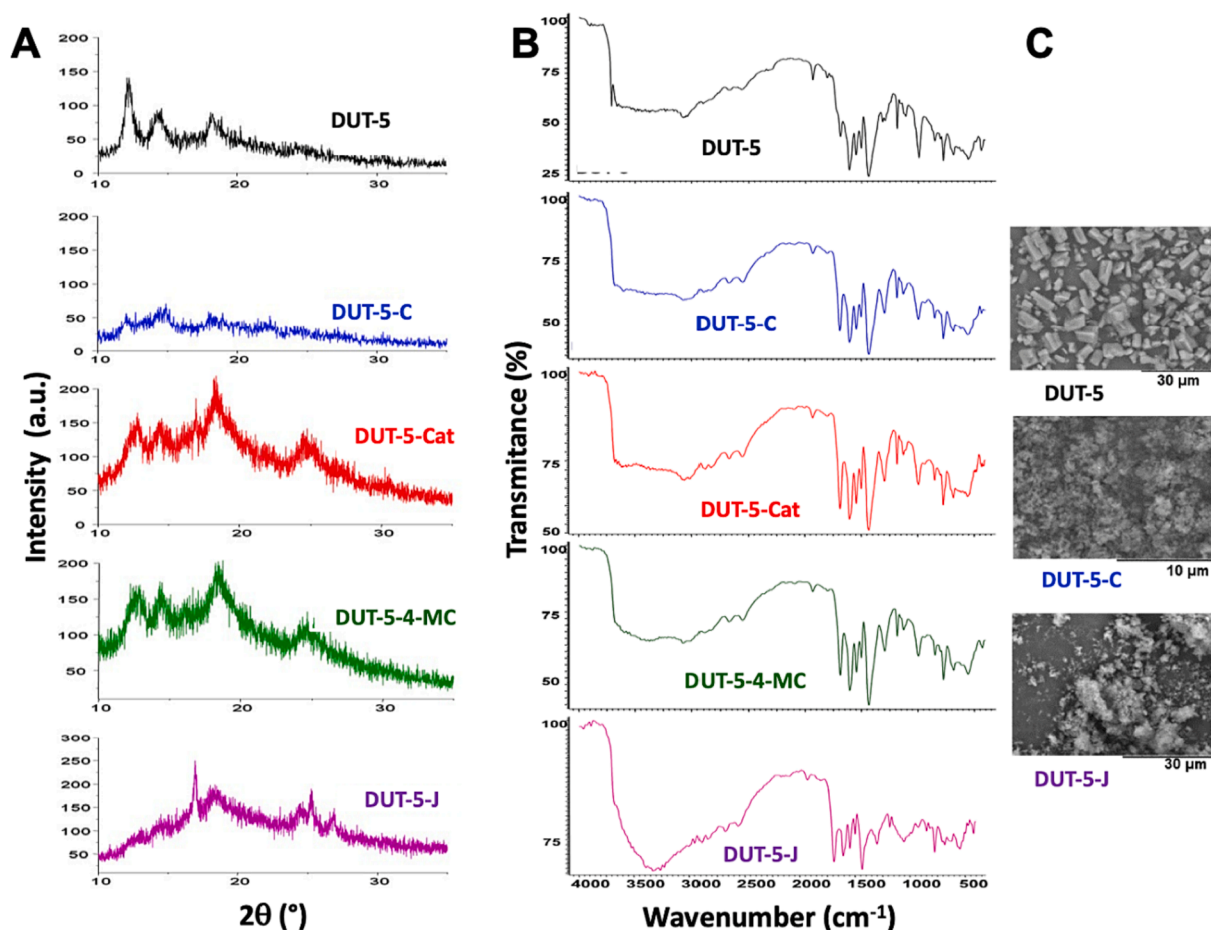 A
B
C
Intensity (a.u.)
200
150
100
50
0
DUT-5
10
20
30
200
150
100
50
0
DUT-5-C
10
20
30
200
150
100
50
0
DUT-5-Cat
10
20
30
200
150
100
50
DUT-5-4-MC
10
20
30
300
250
200
150
100
50
DUT-5-J
10
20
30
2θ (°)
Transmitance (%)
100
75
50
25
DUT-5
100
75
50
DUT-5-C
100
75
50
DUT-5-Cat
100
75
50
DUT-5-4-MC
100
75
DUT-5-J
4000
3500
3000
2500
2000
1500
1000
500
Wavenumber (cm⁻¹)
30 µm
DUT-5
10 µm
DUT-5-C
30 µm
DUT-5-J